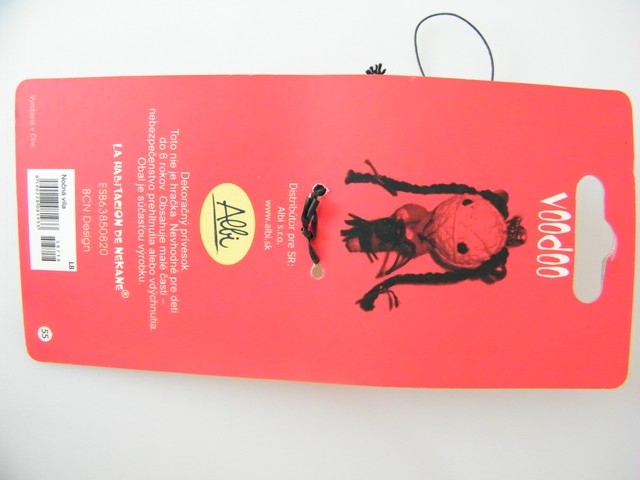 Voodoo
Distribútor pre SR:
Albi s.r.o.
www.albi.sk
Albi
Dekoračný prívesok
Toto nie je hračka. Nevhodné pre deti
do 6 rokov. Obsahuje malé časti –
nebezpečenstvo prehltnutia alebo vdýchnutia.
Obal je súčasťou výrobku.
LA HABITACION DE NEKANE®
ESB63850820
BCN Design
Nočná víla
L8
Vyrobené v Číne
55